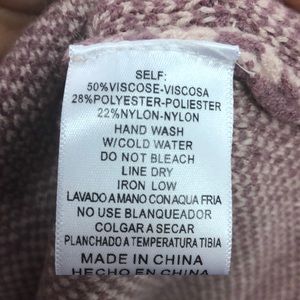 SELF:
50%VISCOSE-VISCOSA
28%POLYESTER-POLIESTER
22%NYLON-NYLON
HAND WASH
W/COLD WATER
DO NOT BLEACH
LINE DRY
IRON LOW
LAVADO A MANO CON AQUA FRIA
NO USE BLANQUEADOR
COLGAR A SECAR
PLANCHADO A TEMPERATURA TIBIA
MADE IN CHINA
HECHO EN CHINA